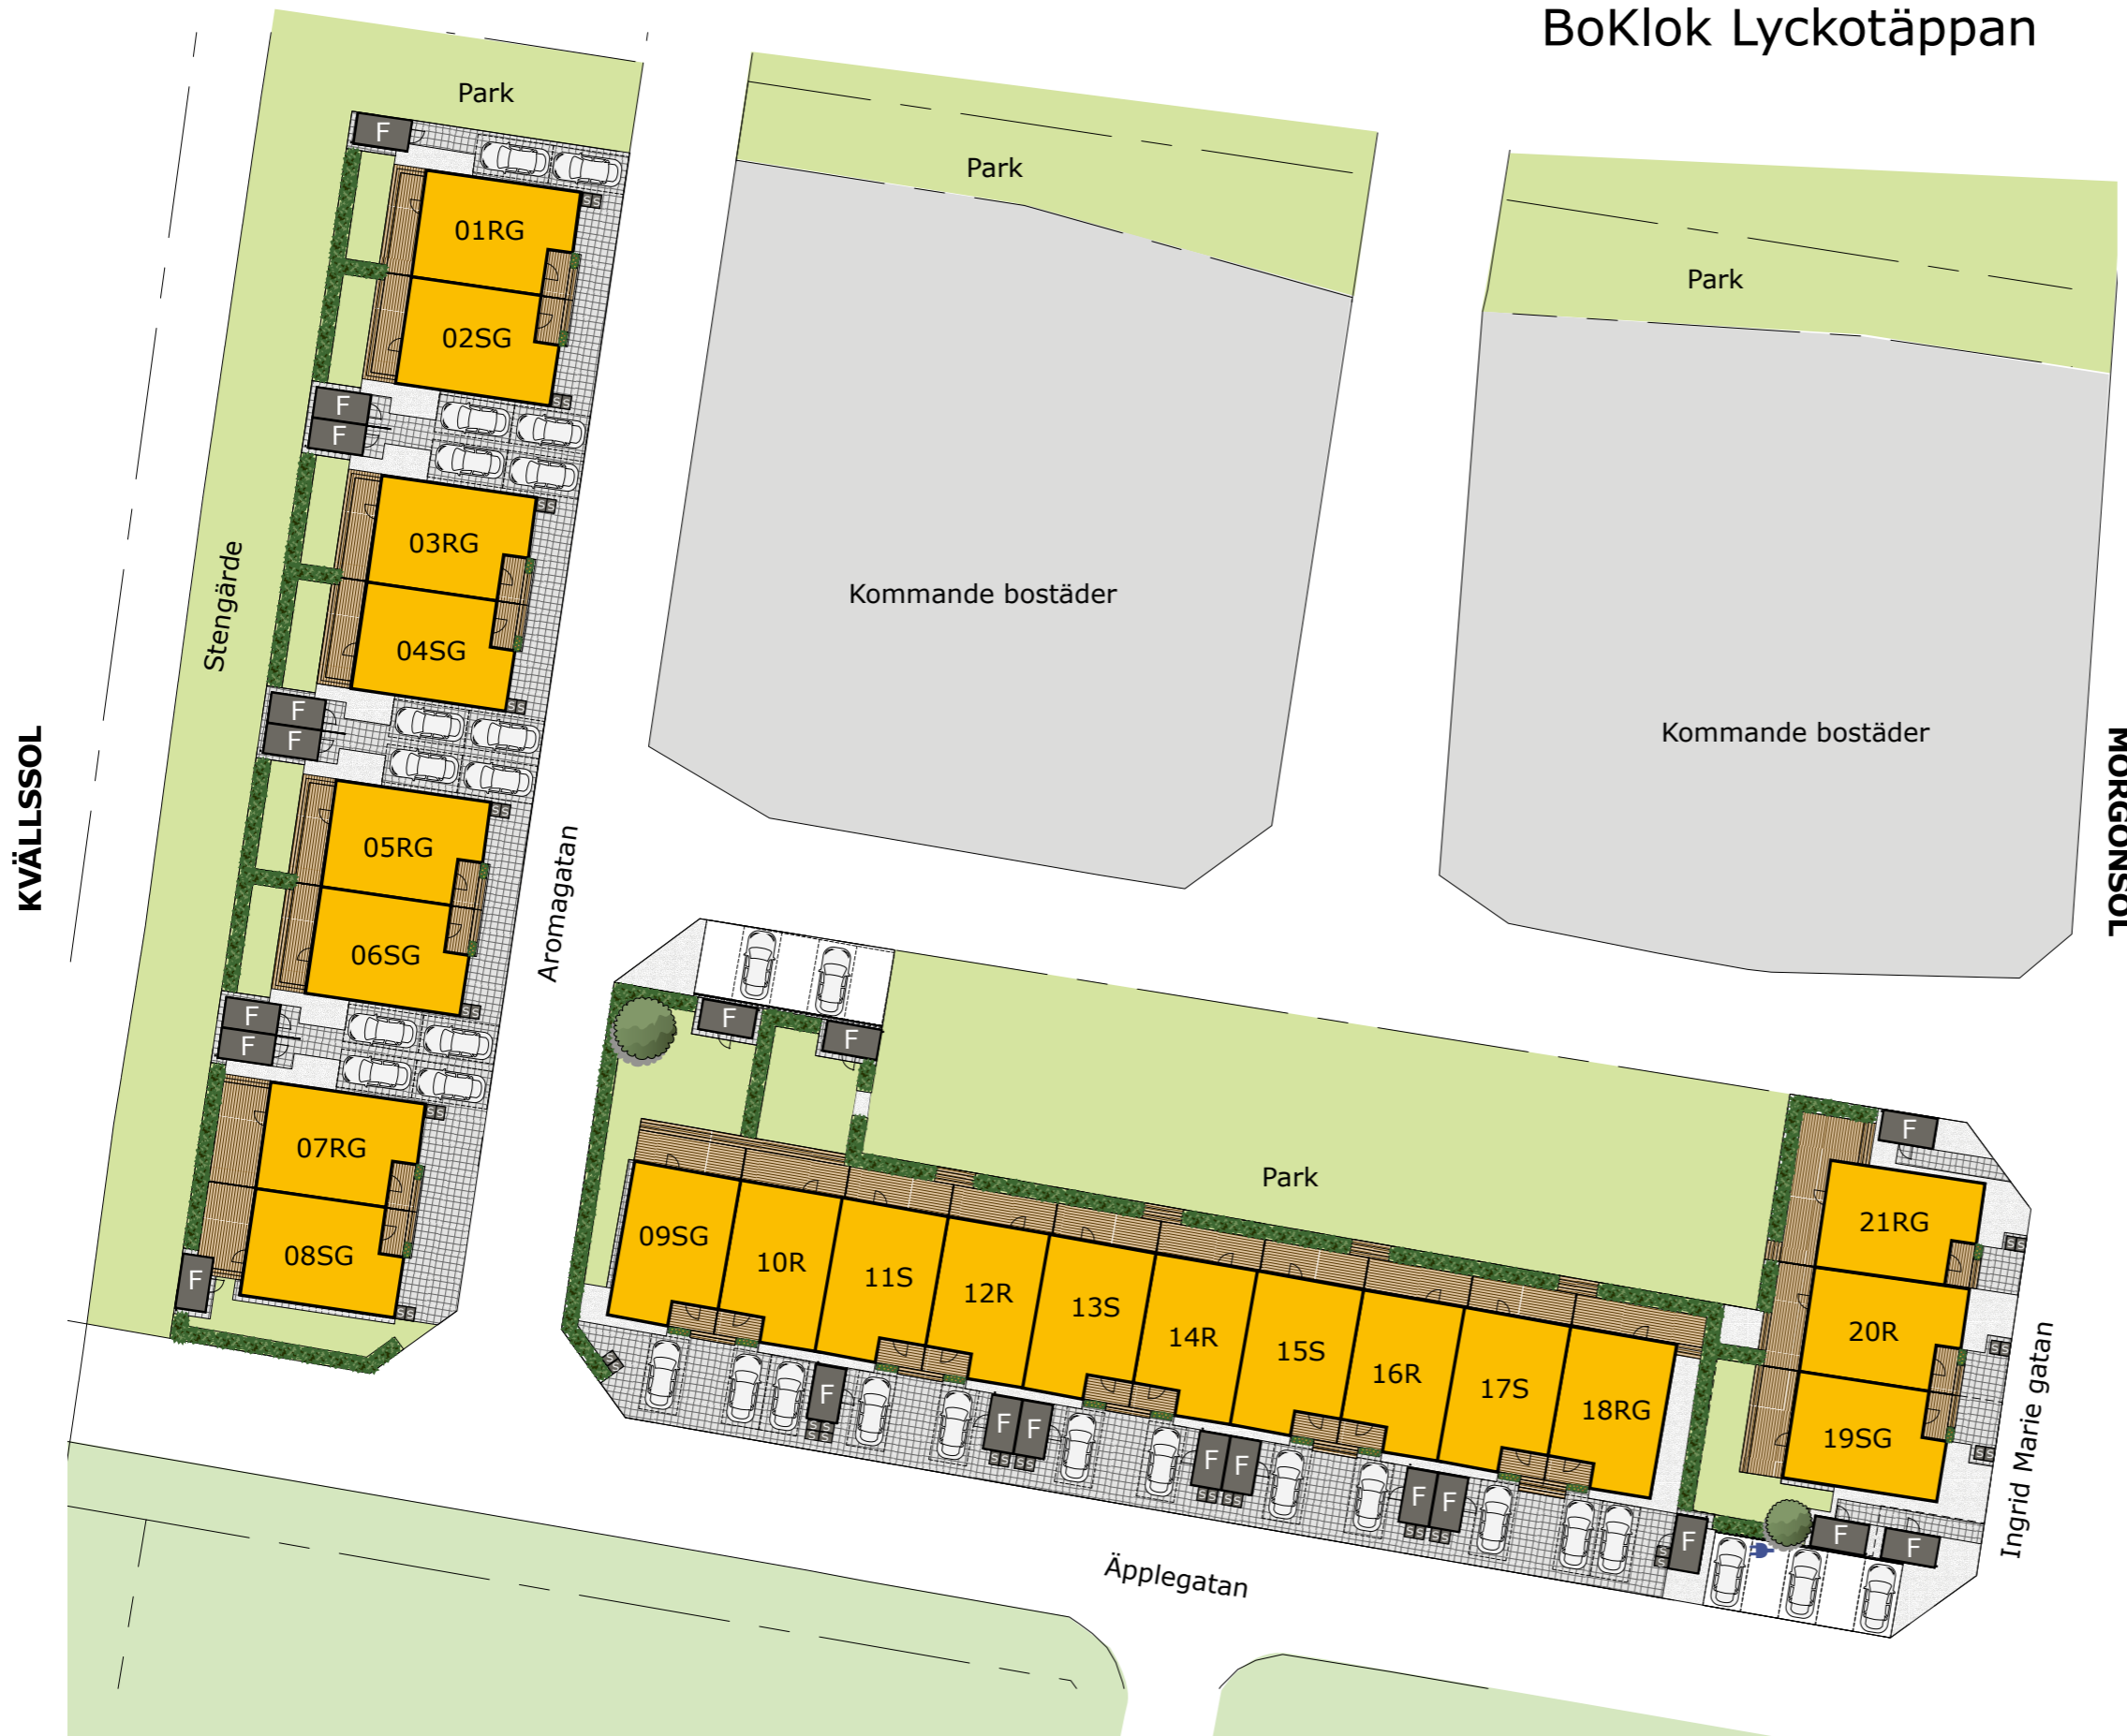 BoKlok Lyckotäppan
Park
F
01RG
02SG
F
F
03RG
04SG
F
F
05RG
06SG
F
F
07RG
08SG
F
Stengärde
KVÄLLSSOL
Aromagatan
Park
Kommande bostäder
Park
Kommande bostäder
MORGONSOL
F
F
Park
09SG
10R
11S
12R
13S
14R
15S
16R
17S
18RG
F
F F
F F
F F
F
F
21RG
20R
19SG
F
F
Ingrid Marie gatan
Äpplegatan